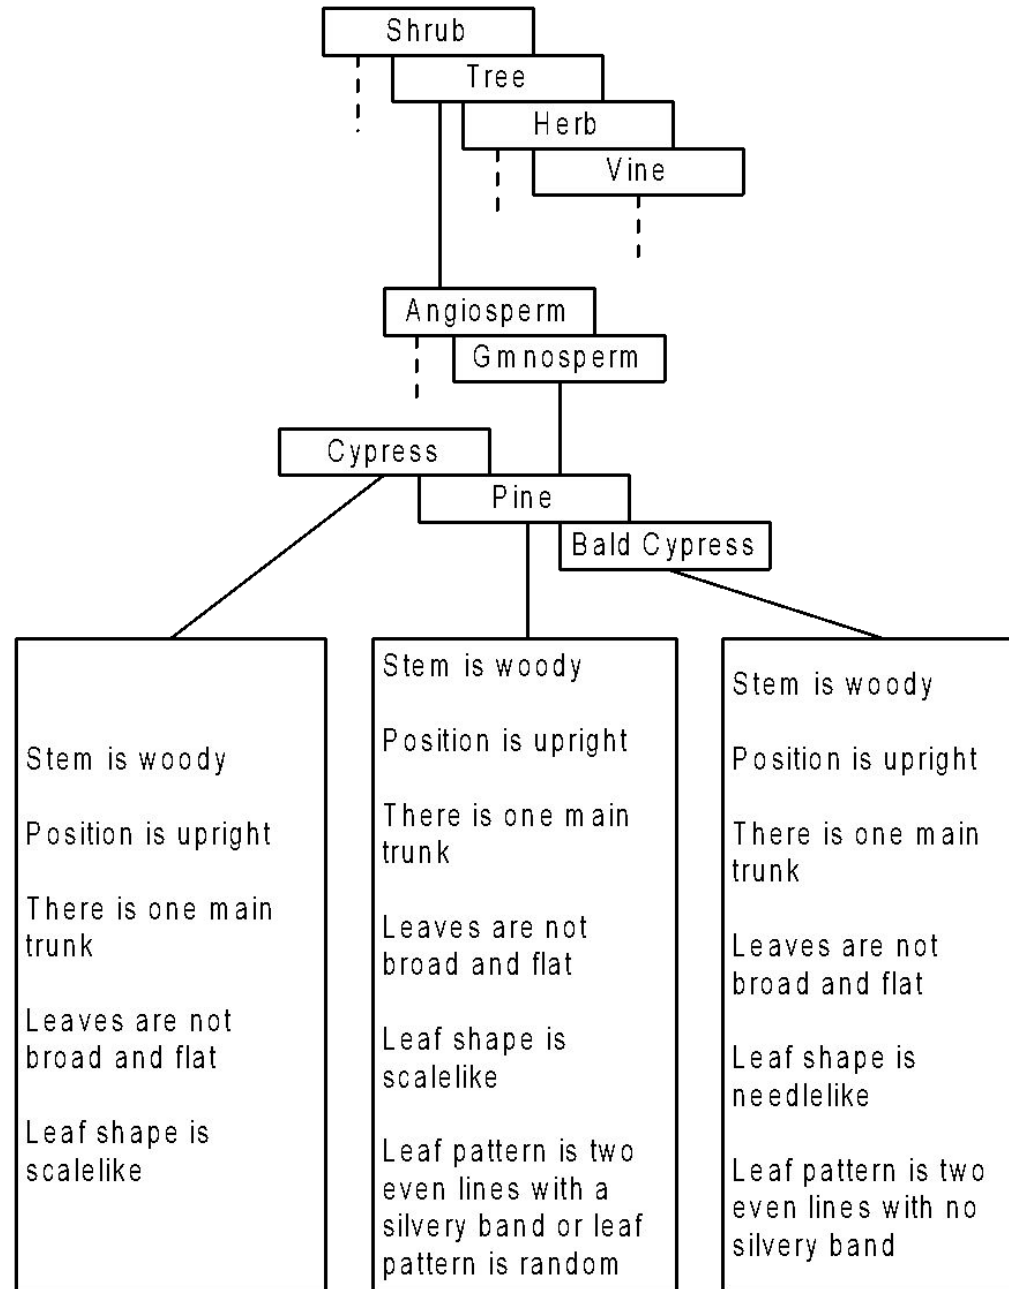 Shrub
Tree
Herb
Vine
Angiosperm
Gmnosperm
Cypress
Pine
Bald Cypress
Stem is woody
Position is upright
There is one main
trunk
Leaves are not
broad and flat
Leaf shape is
scalelike
Stem is woody
Position is upright
There is one main
trunk
Leaves are not
broad and flat
Leaf shape is
scalelike
Leaf pattern is two
even lines with a
silvery band or leaf
pattern is random
Stem is woody
Position is upright
There is one main
trunk
Leaves are not
broad and flat
Leaf shape is
needlelike
Leaf pattern is two
even lines with no
silvery band